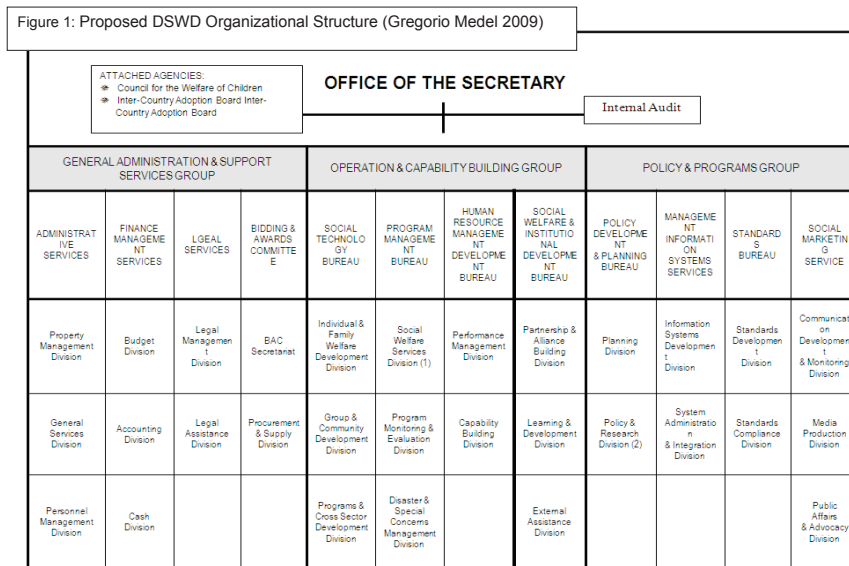 Figure 1: Proposed DSWD Organizational Structure (Gregorio Medel 2009)
ATTACHED AGENCIES:
Council for the Welfare of Children
Inter-Country Adoption Board Inter-
Country Adoption Board
OFFICE OF THE SECRETARY
Internal Audit
GENERAL ADMINISTRATION & SUPPORT
SERVICES GROUP
OPERATION & CAPABILITY BUILDING GROUP
POLICY & PROGRAMS GROUP
ADMINISTRAT
IVE
SERVICES
FINANCE
MANAGEME
NT
SERVICES
LGEAL
SERVICES
BIDDING &
AWARDS
COMMITTE
E
SOCIAL
TECHNOLO
GY
BUREAU
PROGRAM
MANAGEME
NT
BUREAU
HUMAN
RESOURCE
MANAGEME
NT
DEVELOPME
NT
BUREAU
SOCIAL
WELFARE &
INSTITUTIO
NAL
DEVELOPME
NT
BUREAU
POLICY
DEVELOPME
NT
& PLANNING
BUREAU
MANAGEME
NT
INFORMATI
ON
SYSTEMS
SERVICES
STANDARD
S
BUREAU
SOCIAL
MARKETIN
G
SERVICE
Property
Management
Division
Budget
Division
Legal
Managemen
t
Division
BAC
Secretariat
Individual &
Family
Welfare
Development
Division
Social
Welfare
Services
Division (1)
Performance
Management
Division
Partnership &
Alliance
Building
Division
Planning
Division
Information
Systems
Developmen
t
Division
Standards
Developmen
t
Division
Communicat
on
Developmen
t
& Monitoring
Division
General
Services
Division
Accounting
Division
Legal
Assistance
Division
Procurement
& Supply
Division
Group &
Community
Development
Division
Program
Monitoring &
Evaluation
Division
Capability
Building
Division
Learning &
Development
Division
Policy &
Research
Division (2)
System
Administratio
n
& Integration
Division
Standards
Compliance
Division
Media
Production
Division
Personnel
Management
Division
Cash
Division
Programs &
Cross Sector
Development
Division
Disaster &
Special
Concerns
Management
Division
External
Assistance
Division
Public
Affairs
& Advocacy
Division